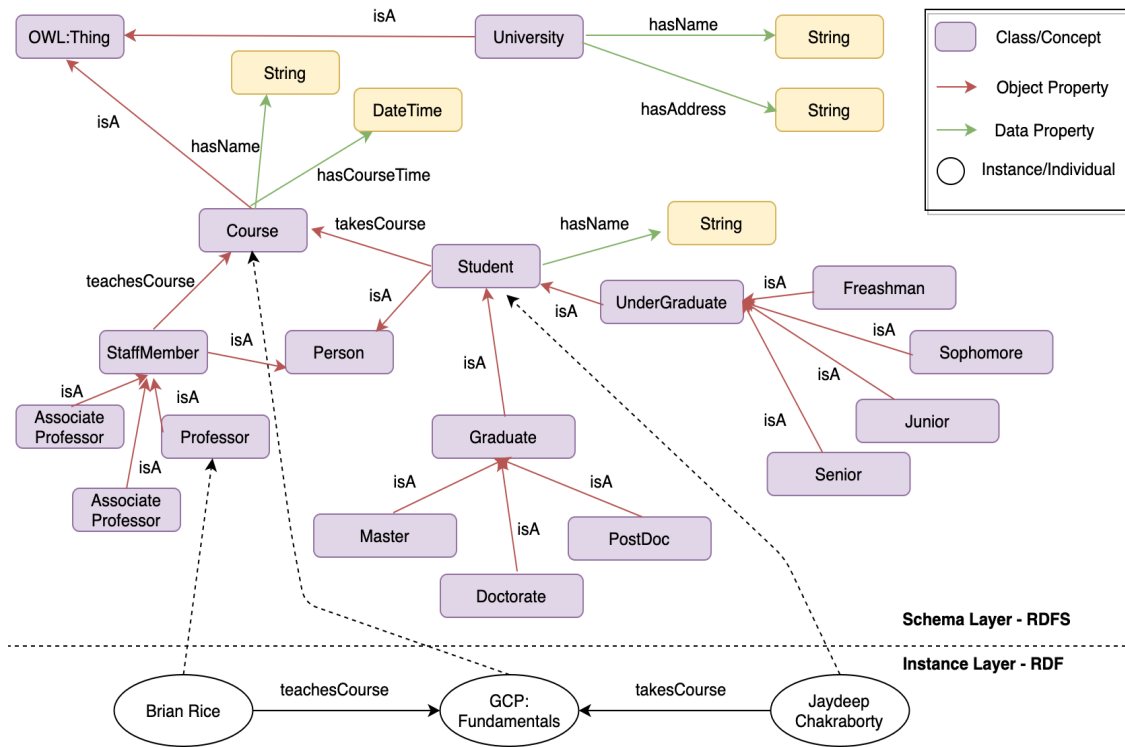 isA
OWL:Thing
University
hasName
String
Class/Concept
String
hasAddress
String
Object Property
DateTime
Data Property
isA
hasName
hasCourseTime
Instance/Individual
Course
takesCourse
hasName
String
Student
teachesCourse
isA
UnderGraduate
isA
isA
Freashman
StaffMember
isA
Person
isA
Sophomore
isA
isA
isA
isA
Associate
Professor
Professor
Graduate
isA
Junior
isA
Associate
Professor
isA
isA
isA
Senior
Master
PostDoc
Doctorate
Schema Layer - RDFS
Instance Layer - RDF
Brian Rice
teachesCourse
GCP:
Fundamentals
takesCourse
Jaydeep
Chakraborty